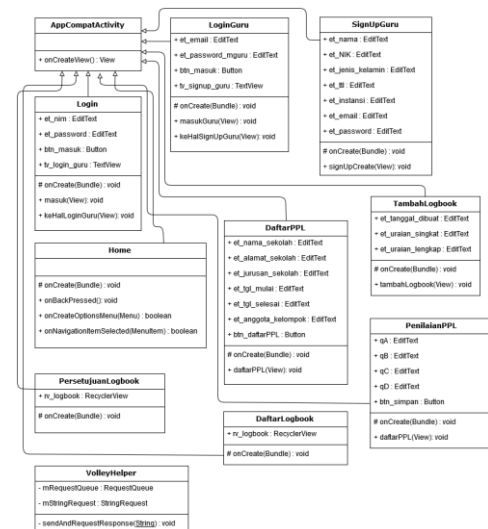 AppCompatActivity
+ onCreateView() : View
LoginGuru
+ et_email : EditText
+ et_password_mguru : EditText
+ btn_masuk : Button
+ tv_signup_guru : TextView
# onCreate(Bundle) : void
+ masukGuru(View) : void
+ keHalSignUpGuru(View) : void
SignUpGuru
+ et_nama : EditText
+ et_NIK : EditText
+ et_jenis_kelamin : EditText
+ et_ttl : EditText
+ et_instansi : EditText
+ et_email : EditText
+ et_password : EditText
# onCreate(Bundle) : void
+ signUpCreate(View) : void
Login
+ et_nim : EditText
+ et_password : EditText
+ btn_masuk : Button
+ tv_login_guru : TextView
# onCreate(Bundle) : void
+ masuk(View) : void
+ keHalLoginGuru(View) : void
TambahLogbook
+ et_tanggal_dibuat : EditText
+ et_uraian_singkat : EditText
+ et_uraian_lengkap : EditText
# onCreate(Bundle) : void
+ tambahLogbook(View) : void
DaftarPPL
+ et_nama_sekolah : EditText
+ et_alamat_sekolah : EditText
+ et_jurusan_sekolah : EditText
+ et_tgl_mulai : EditText
+ et_tgl_selesai : EditText
+ et_anggota_kelompok : EditText
+ btn_daftarPPL : Button
# onCreate(Bundle) : void
+ daftarPPL(View) : void
Home
# onCreate(Bundle) : void
+ onBackPressed() : void
+ onCreateOptionsMenu(Menu) : boolean
+ onNavigationItemSelected(MenuItem) : boolean
PenilaianPPL
+ qA : EditText
+ qB : EditText
+ qC : EditText
+ qD : EditText
+ btn_simpan : Button
# onCreate(Bundle) : void
+ daftarPPL(View) : void
PersetujuanLogbook
+ rv_logbook : RecyclerView
# onCreate(Bundle) : void
DaftarLogbook
+ rv_logbook : RecyclerView
# onCreate(Bundle) : void
VolleyHelper
- mRequestQueue : RequestQueue
- mStringRequest : StringRequest
- sendAndRequestResponse(String) : void